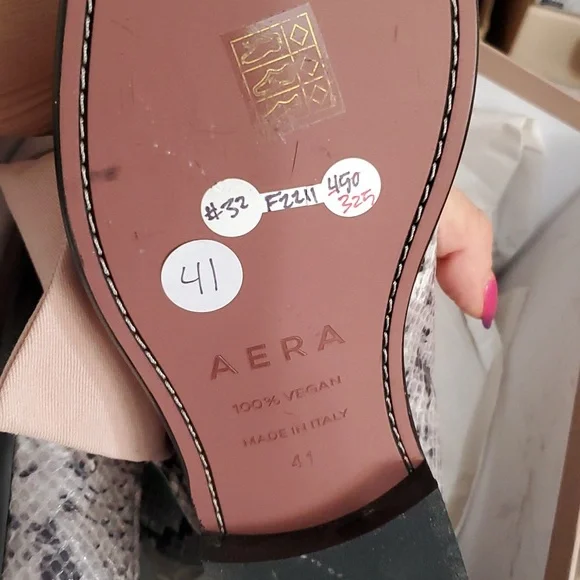 #32 F2211 450
325
41
AERA
100% VEGAN
MADE IN ITALY
41